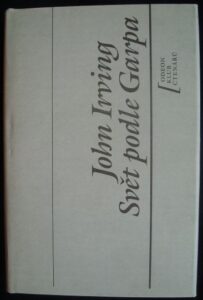 John Irving
Svět podle Garpa
ODEON
KLUB
ČTENÁŘŮ